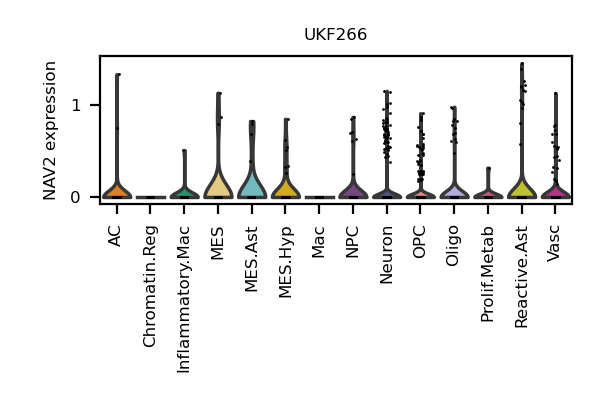 UKF266
NAV2 expression
1
0
AC
Chromatin.Reg
Inflammatory.Mac
MES
MES.Ast
MES.Hyp
Mac
NPC
Neuron
OPC
Oligo
Prolif.Metab
Reactive.Ast
Vasc